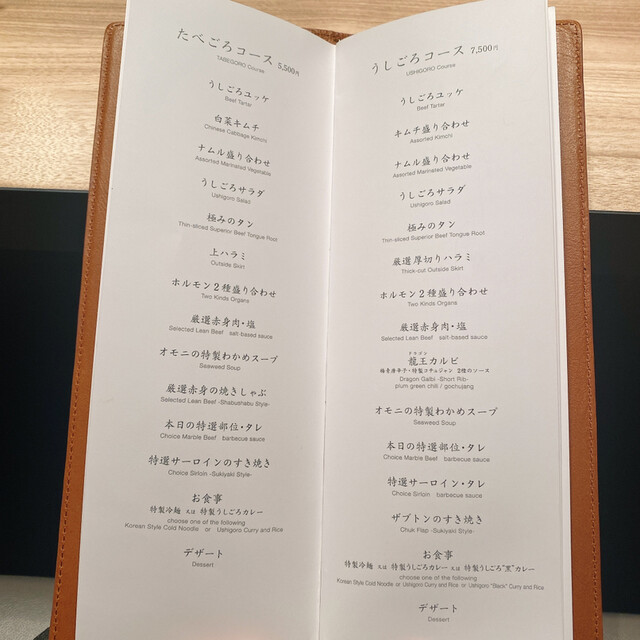 たべごろコース 5,500円
TABEGORO Course
うしごろユッケ
Beef Tartar
白菜キムチ
Chinese Cabbage Kimchi
ナムル盛り合わせ
Assorted Marinated Vegetable
うしごろサラダ
Ushigoro Salad
極みのタン
Thin-sliced Superior Beef Tongue Root
上ハラミ
Outside Skirt
ホルモン2種盛り合わせ
Two Kinds Organs
厳選赤身肉・塩
Selected Lean Beef salt-based sauce
オモニの特製わかめスープ
Seaweed Soup
厳選赤身の焼きしゃぶ
Selected Lean Beef -Shabushabu Style-
本日の特選部位・タレ
Choice Marble Beef barbecue sauce
特選サーロインのすき焼き
Choice Sirloin -Sukiyaki Style-
お食事
特製冷麺 又は 特製うしごろカレー
choose one of the following
Korean Style Cold Noodle or Ushigoro Curry and Rice
デザート
Dessert
うしごろコース 7,500円
USHIGORO Course
うしごろユッケ
Beef Tartar
キムチ盛り合わせ
Assorted Kimchi
ナムル盛り合わせ
Assorted Marinated Vegetable
うしごろサラダ
Ushigoro Salad
極みのタン
Thin-sliced Superior Beef Tongue Root
厳選厚切りハラミ
Thick-cut Outside Skirt
ホルモン2種盛り合わせ
Two Kinds Organs
厳選赤身肉・塩
Selected Lean Beef salt-based sauce
ドラゴン
龍王カルビ
梅青唐辛子・特製コチュジャン 2種のソース
Dragon Galbi -Short Rib-
plum green chili / gochujang
オモニの特製わかめスープ
Seaweed Soup
本日の特選部位・タレ
Choice Marble Beef barbecue sauce
特選サーロイン・タレ
Choice Sirloin barbecue sauce
ザブトンのすき焼き
Chuk Flap -Sukiyaki Style-
お食事
特製冷麺 又は 特製うしごろカレー 又は 特製うしごろ"黒"カレー
choose one of the following
Korean Style Cold Noodle or Ushigoro Curry and Rice or Ushigoro "Black" Curry and Rice
デザート
Dessert